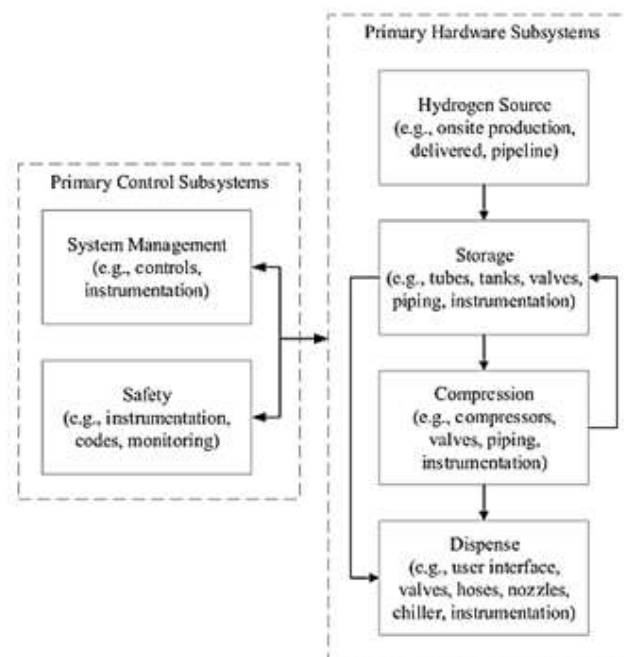 Primary Hardware Subsystems
Hydrogen Source
(e.g., onsite production,
delivered, pipeline)
Primary Control Subsystems
System Management
(e.g., controls,
instrumentation)
Storage
(e.g., tubes, tanks, valves,
piping, instrumentation)
Safety
(e.g., instrumentation,
codes, monitoring)
Compression
(e.g., compressors,
valves, piping,
instrumentation)
Dispense
(e.g., user interface,
valves, hoses, nozzles,
chiller, instrumentation)